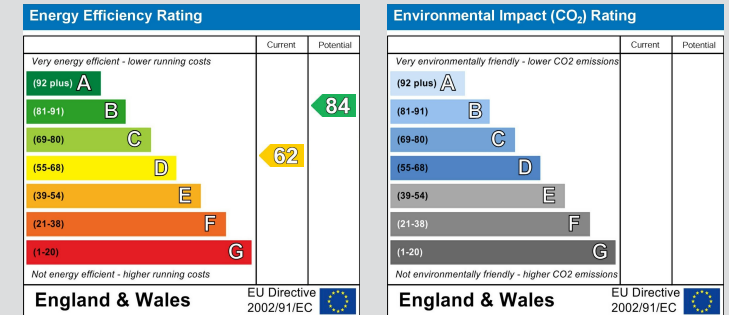 Energy Efficiency Rating
Current Potential
Very energy efficient - lower running costs
(92 plus) A
(81-91) B
84
(69-80) C
62
(55-68) D
(39-54) E
(21-38) F
(1-20) G
Not energy efficient - higher running costs
England & Wales
EU Directive
2002/91/EC
Environmental Impact (CO₂) Rating
Current Potential
Very environmentally friendly - lower CO2 emissions
(92 plus) A
(81-91) B
(69-80) C
(55-68) D
(39-54) E
(21-38) F
(1-20) G
Not environmentally friendly - higher CO2 emissions
England & Wales
EU Directive
2002/91/EC